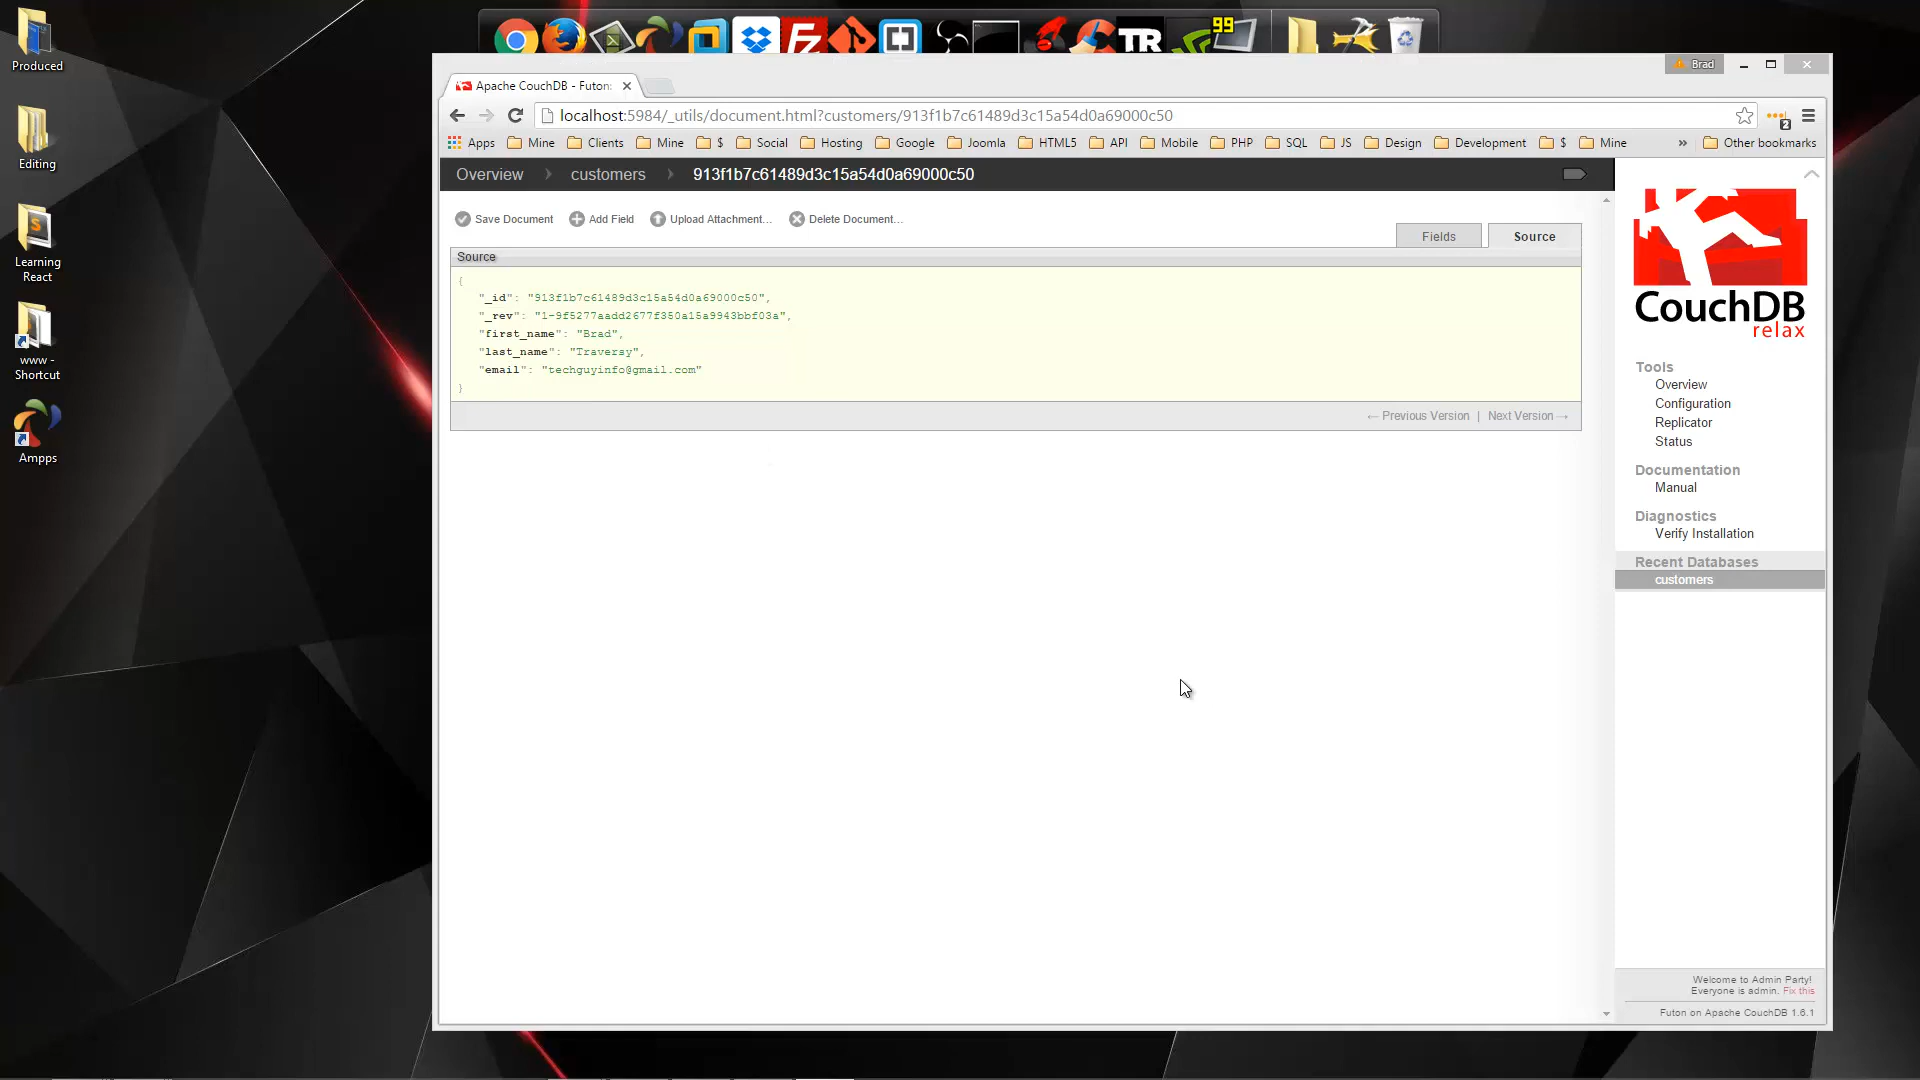 Produced
Editing
Learning
React
www -
Shortcut
Ampps
Fz
TR
99
Brad
Apache CouchDB - Futon:
localhost:5984/_utils/document.html?customers/913f1b7c61489d3c15a54d0a69000c50
2
Apps Mine Clients Mine $ Social Hosting Google Joomla HTML5 API Mobile PHP SQL JS Design Development $ Mine » Other bookmarks
Overview customers 913f1b7c61489d3c15a54d0a69000c50
Save Document Add Field Upload Attachment... Delete Document...
Fields Source
Source
{
"_id": "913f1b7c61489d3c15a54d0a69000c50",
"_rev": "1-9f5277aadd2677f350a15a9943bbf03a",
"first_name": "Brad",
"last_name": "Traversy",
"email": "techguyinfo@gmail.com"
}
← Previous Version | Next Version →
CouchDB
relax
Tools
Overview
Configuration
Replicator
Status
Documentation
Manual
Diagnostics
Verify Installation
Recent Databases
customers
Welcome to Admin Party!
Everyone is admin. Fix this
Futon on Apache CouchDB 1.6.1